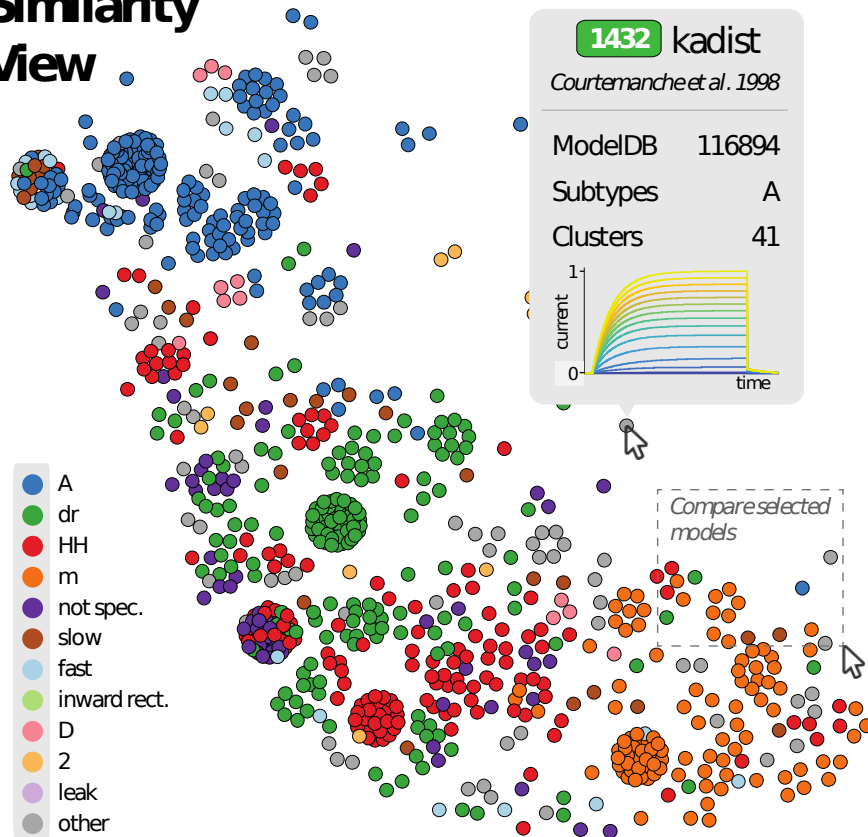 Similarity
View
1432 kadist
Courtemanche et al. 1998
ModelDB 116894
Subtypes A
Clusters 41
1
current
0
time
Compare selected
models
A
dr
HH
m
not spec.
slow
fast
inward rect.
D
2
leak
other